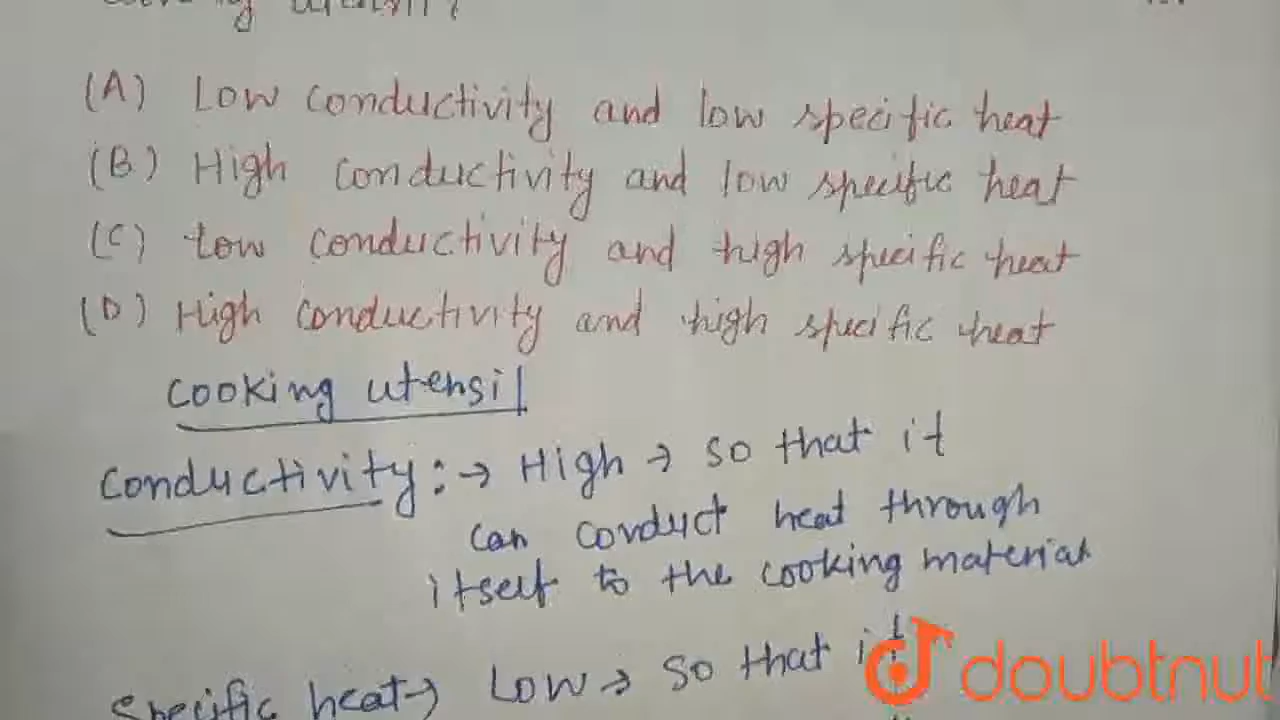 utensil?
(A) Low conductivity and low specific heat
(B) High conductivity and low specific heat
(C) Low conductivity and high specific heat
(D) High conductivity and high specific heat
cooking utensil
conductivity :→ High → so that it
can conduct heat through
itself to the cooking material
specific heat → Low → so that it
doubtnut